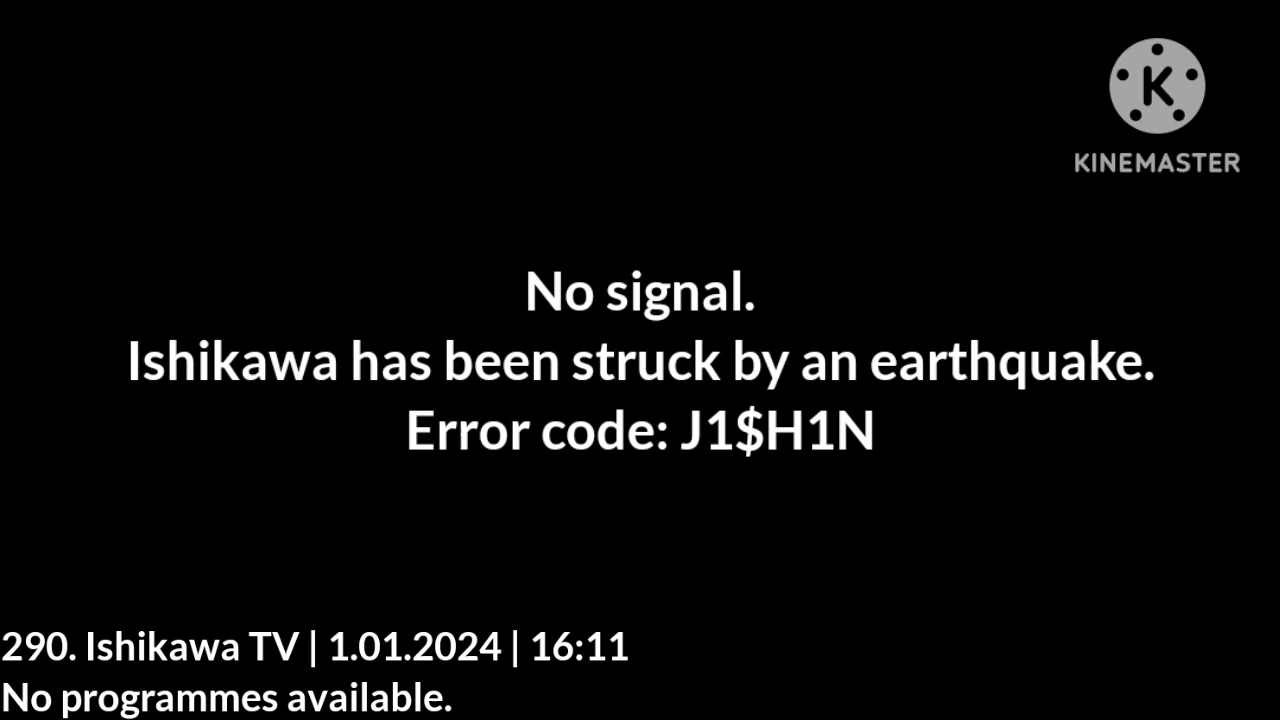 K
KINEMASTER
No signal.
Ishikawa has been struck by an earthquake.
Error code: J1$H1N
290. Ishikawa TV | 1.01.2024 | 16:11
No programmes available.